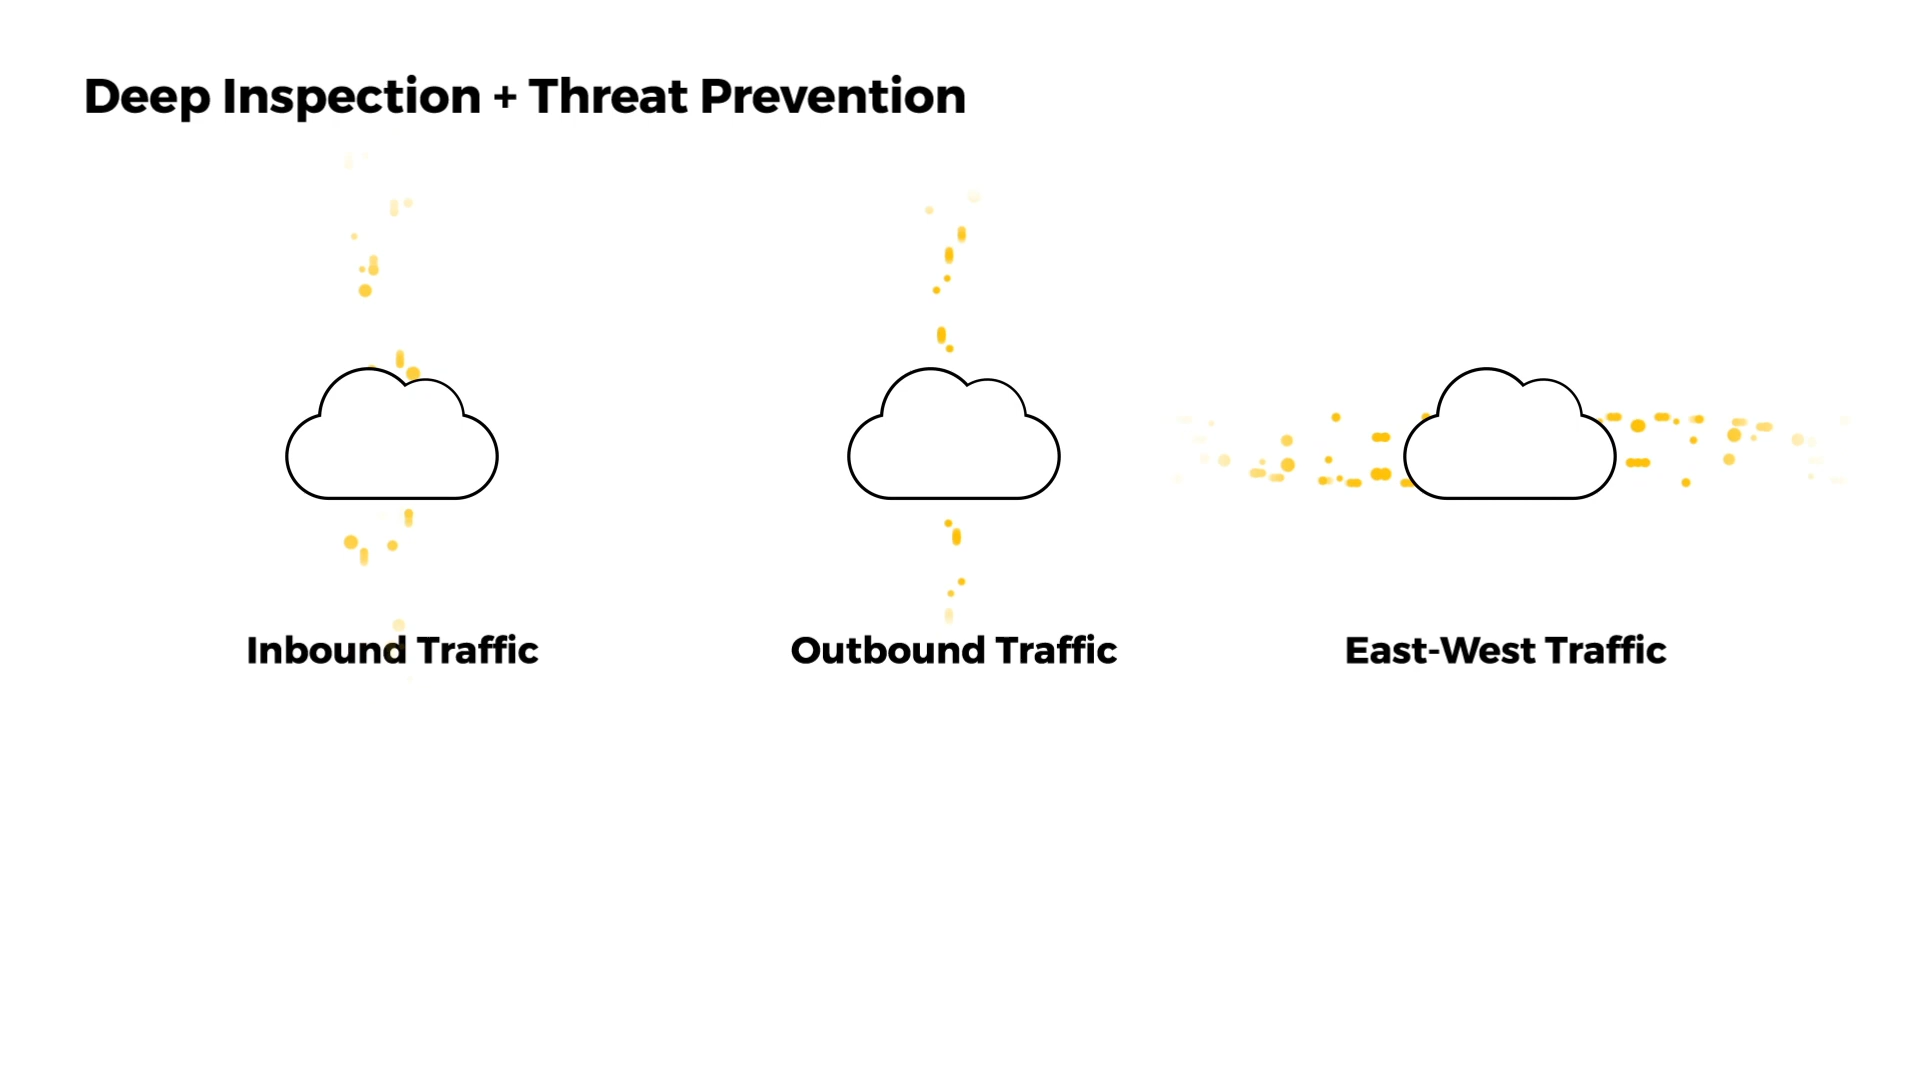 Deep Inspection + Threat Prevention
Inbound Traffic
Outbound Traffic
East-West Traffic